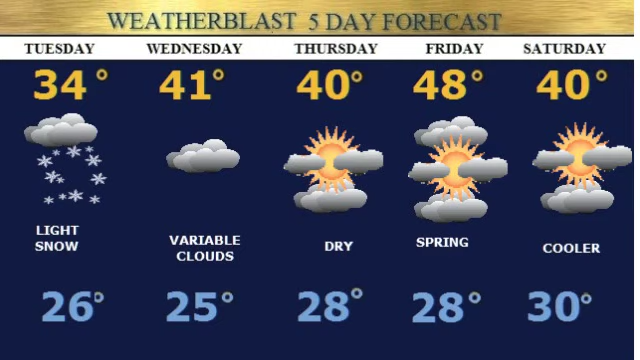 WEATHERBLAST 5 DAY FORECAST
TUESDAY WEDNESDAY THURSDAY FRIDAY SATURDAY
34° 41° 40° 48° 40°
LIGHT
SNOW
VARIABLE
CLOUDS
DRY
SPRING
COOLER
26° 25° 28° 28° 30°